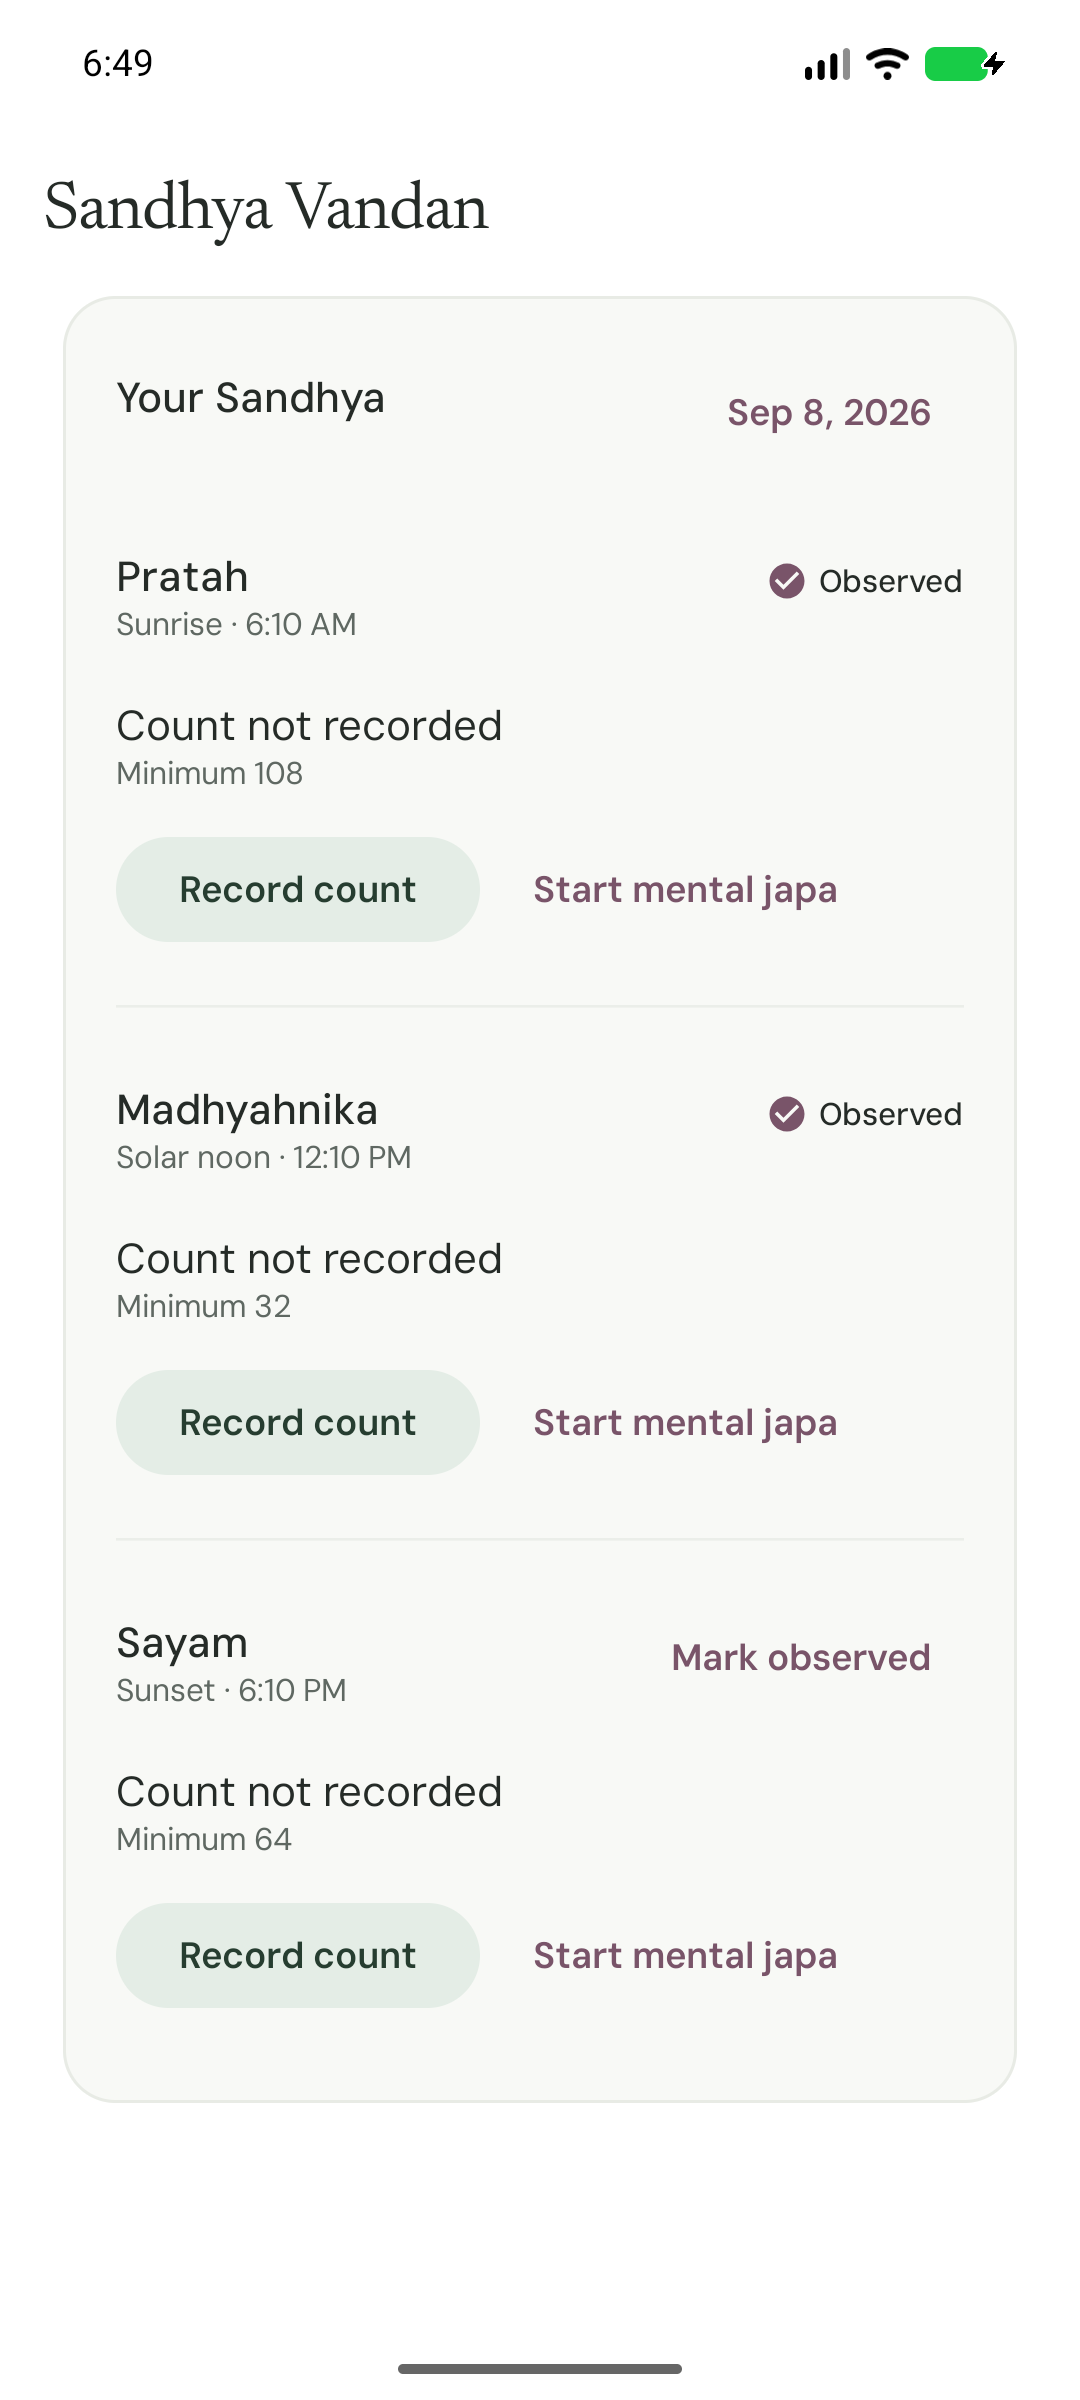 6:49
Sandhya Vandan
Your Sandhya
Sep 8, 2026
Pratah
Observed
Sunrise · 6:10 AM
Count not recorded
Minimum 108
Record count
Start mental japa
Madhyahnika
Observed
Solar noon · 12:10 PM
Count not recorded
Minimum 32
Record count
Start mental japa
Sayam
Mark observed
Sunset · 6:10 PM
Count not recorded
Minimum 64
Record count
Start mental japa